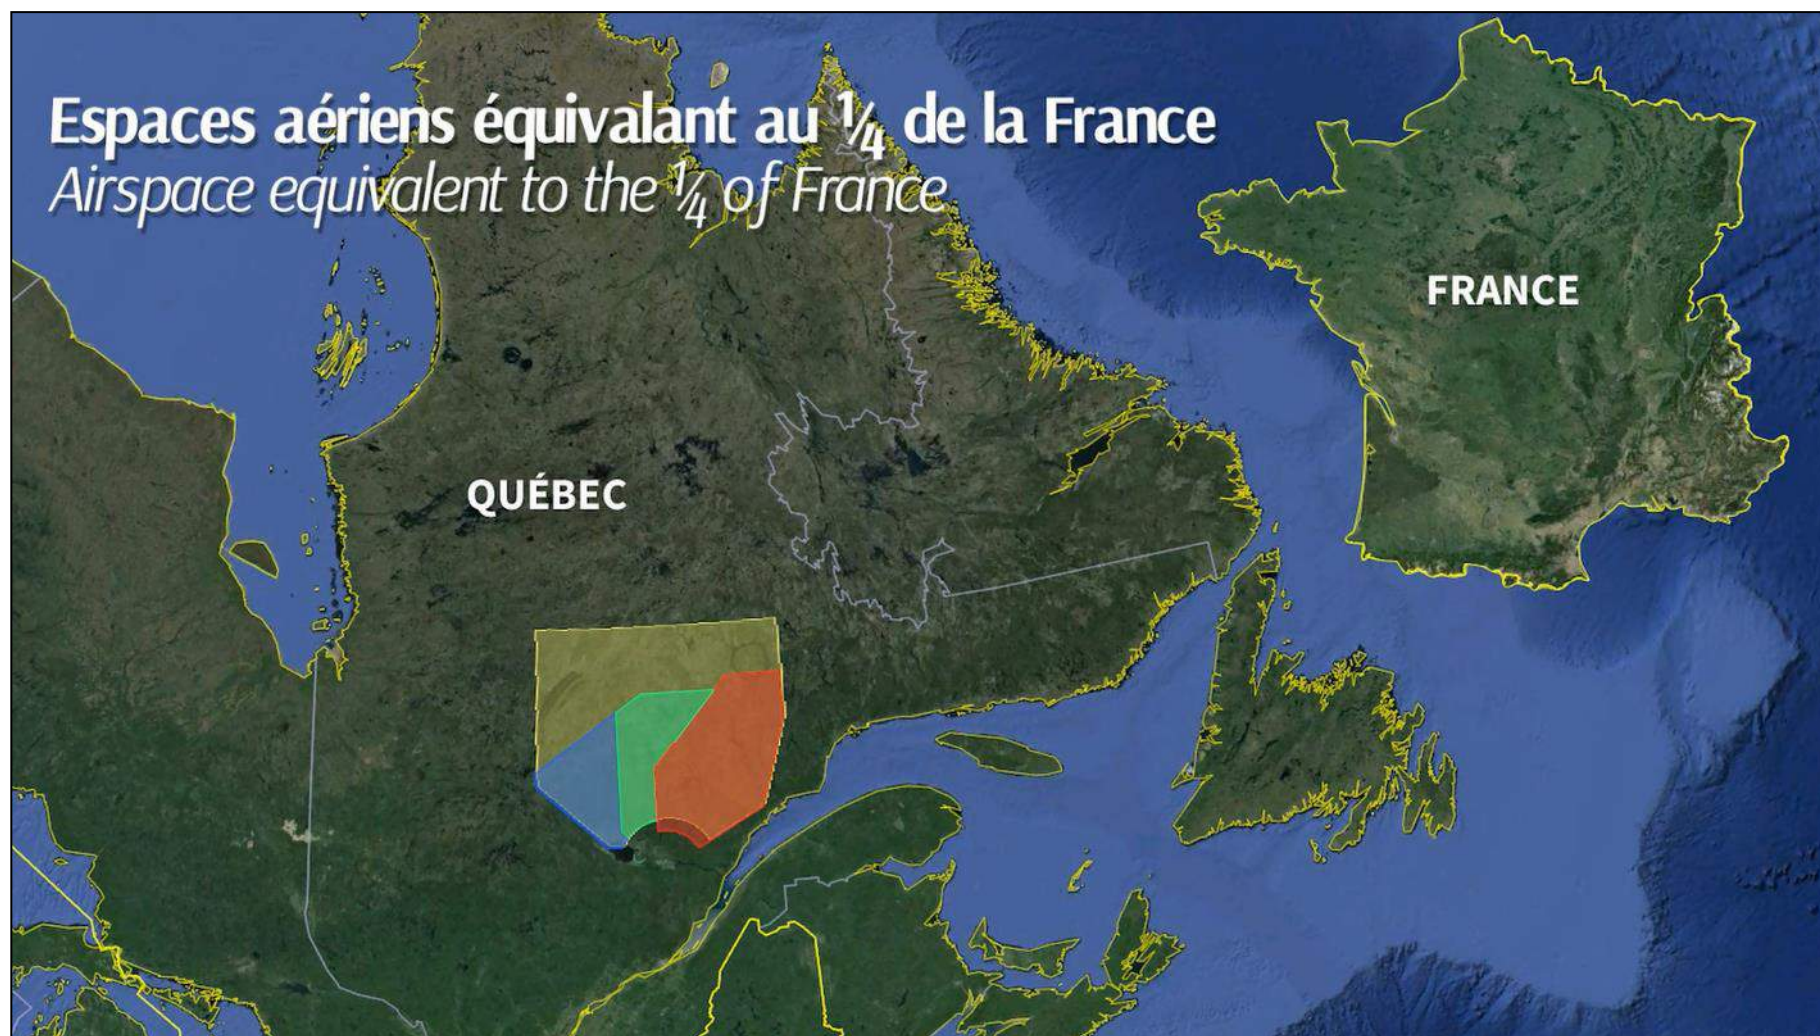 Espaces aériens équivalant au ¼ de la France
Airspace equivalent to the ¼ of France
FRANCE
QUÉBEC